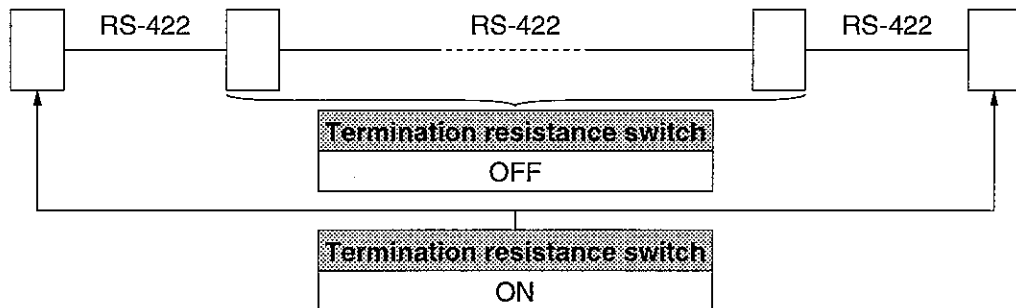 RS-422
RS-422
RS-422
Termination resistance switch
OFF
Termination resistance switch
ON